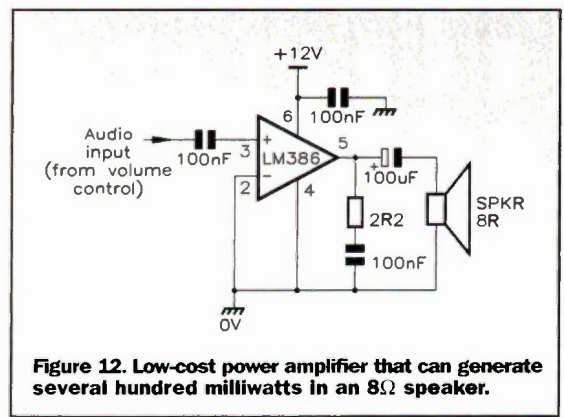 +12V
6
100nF
Audio
input
(from volume
control)
100nF
3
+
LM386
5
−
2
4
+
100uF
2R2
100nF
SPKR
8R
0V
Figure 12. Low-cost power amplifier that can generate
several hundred milliwatts in an 8Ω speaker.